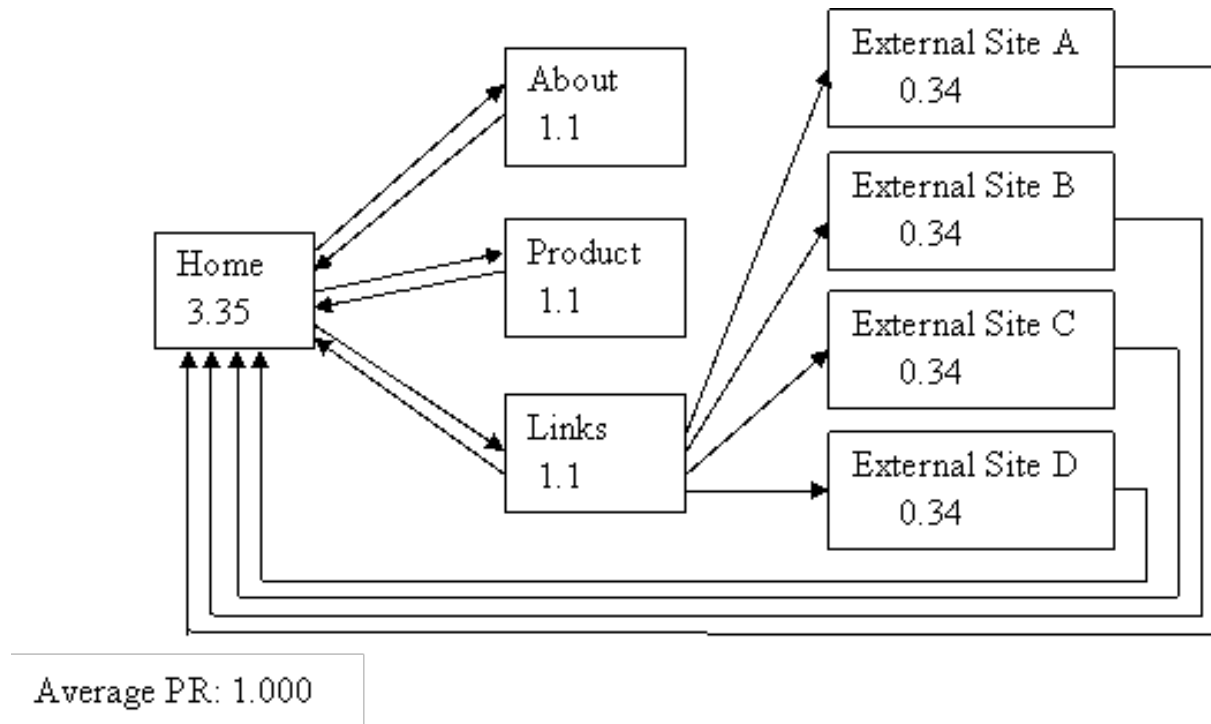 About
1.1
Product
1.1
Home
3.35
Links
1.1
External Site A
0.34
External Site B
0.34
External Site C
0.34
External Site D
0.34
Average PR: 1.000